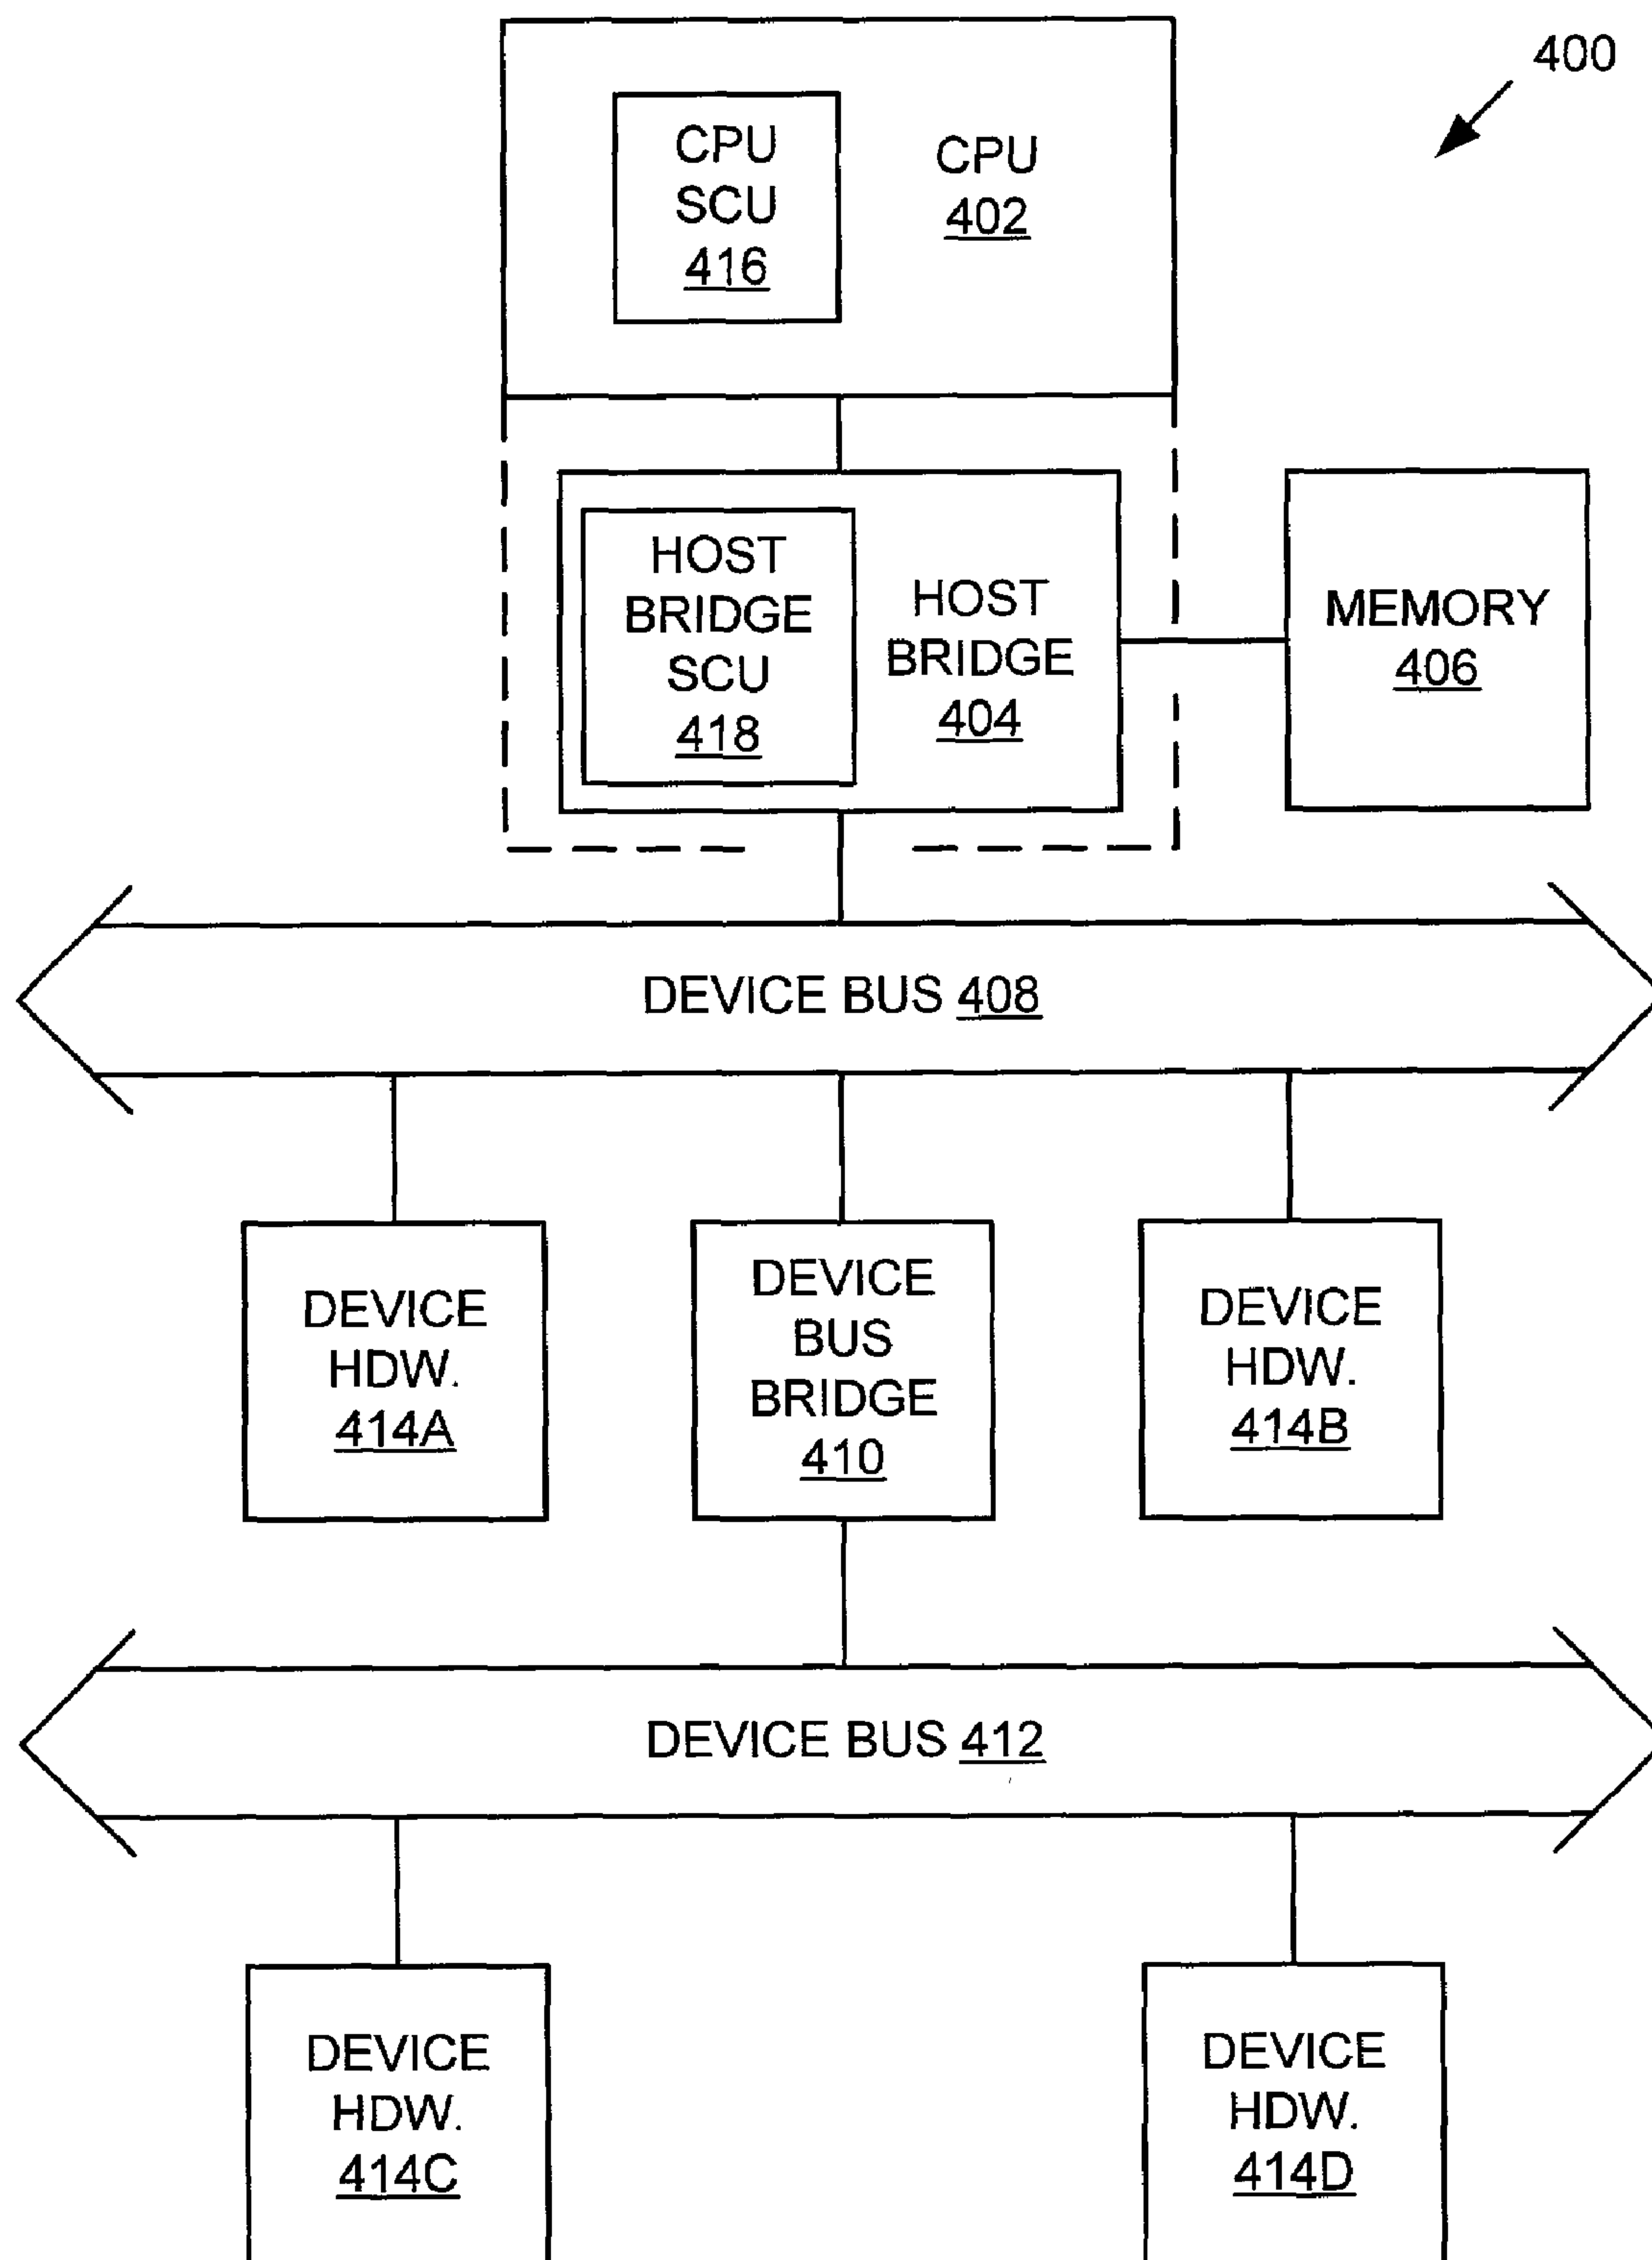 400
CPU
SCU
416
CPU
402
HOST
BRIDGE
SCU
418
HOST
BRIDGE
404
MEMORY
406
DEVICE BUS 408
DEVICE
HDW.
414A
DEVICE
BUS
BRIDGE
410
DEVICE
HDW.
414B
DEVICE BUS 412
DEVICE
HDW.
414C
DEVICE
HDW.
414D